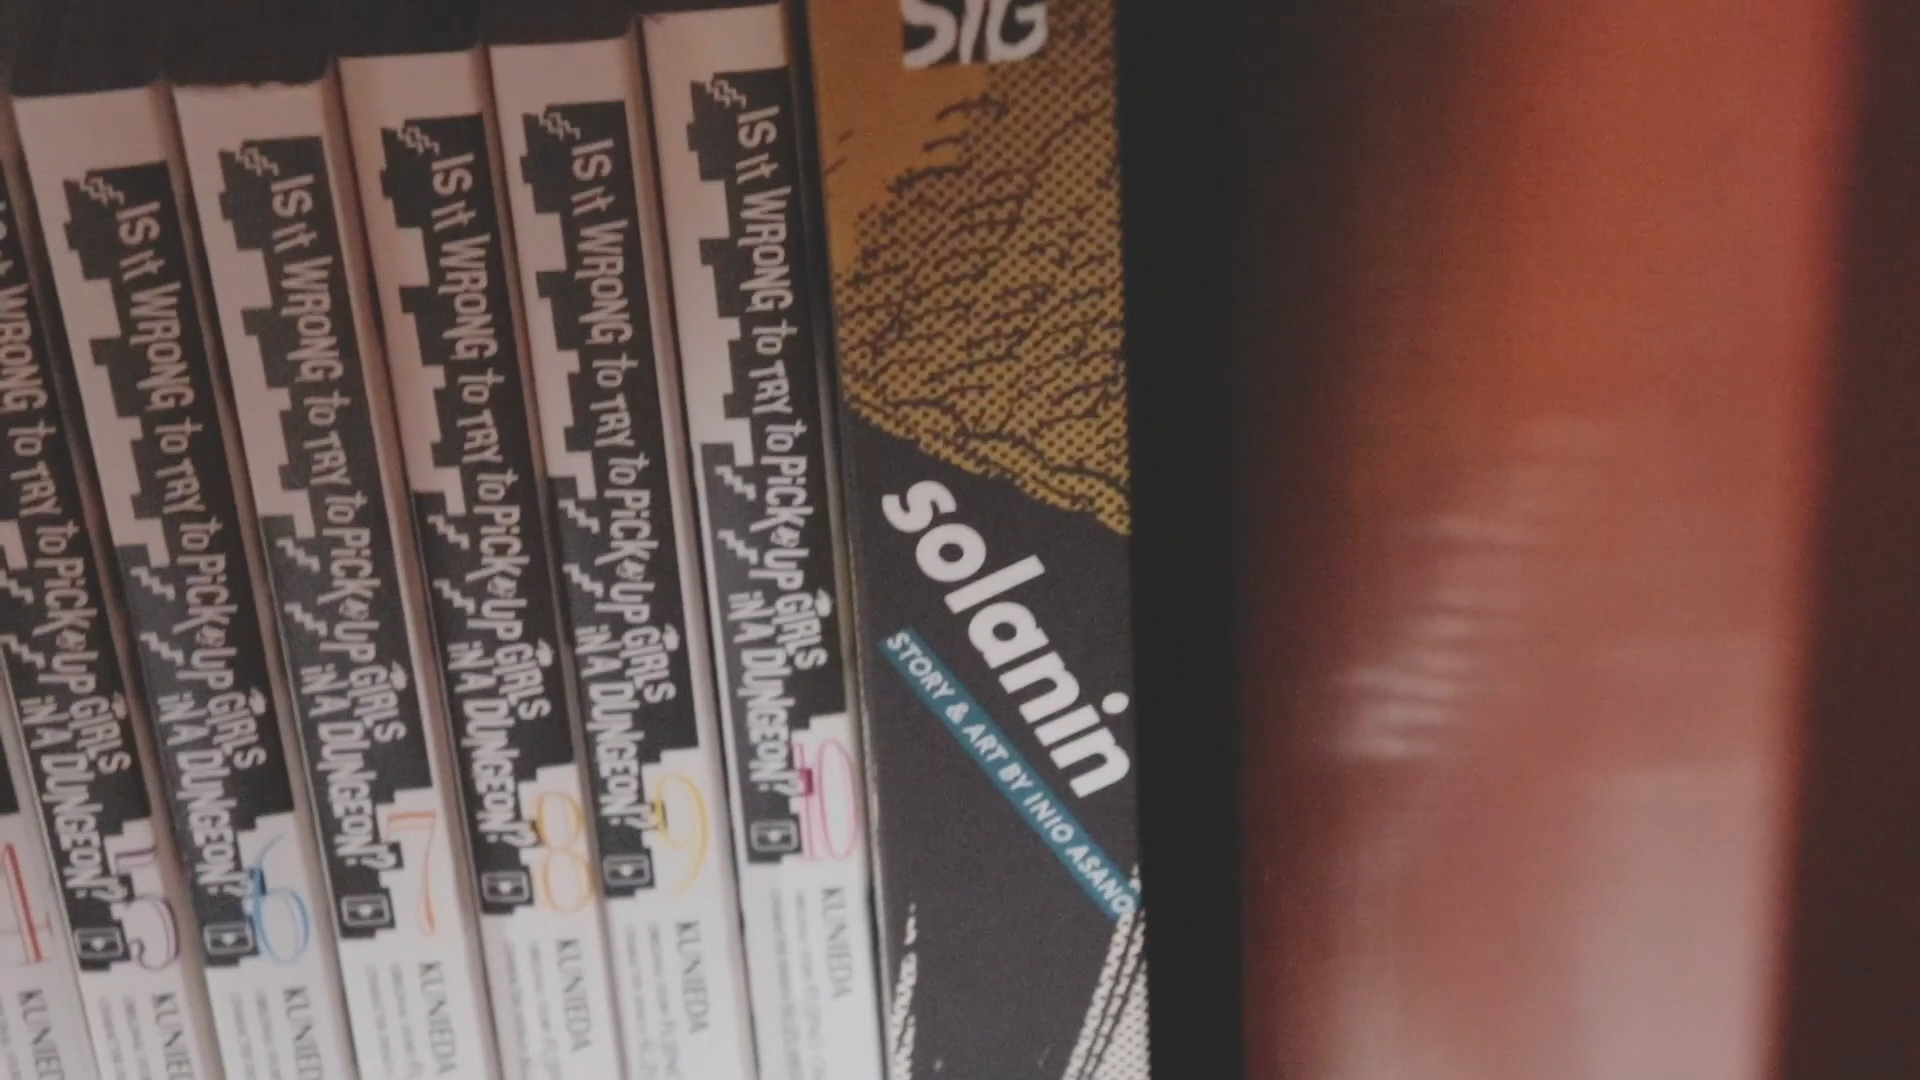 IS it WRONG to TRY to PiCK UP GIRLS
iN A DUNGEON?
4
KUNIEDA
IS it WRONG to TRY to PiCK UP GIRLS
iN A DUNGEON?
5
KUNIEDA
IS it WRONG to TRY to PiCK UP GIRLS
iN A DUNGEON?
6
KUNIEDA
IS it WRONG to TRY to PiCK UP GIRLS
iN A DUNGEON?
7
KUNIEDA
IS it WRONG to TRY to PiCK UP GIRLS
iN A DUNGEON?
8
KUNIEDA
IS it WRONG to TRY to PiCK UP GIRLS
iN A DUNGEON?
9
KUNIEDA
IS it WRONG to TRY to PiCK UP GIRLS
iN A DUNGEON?
10
KUNIEDA
SIG
solanin
STORY & ART BY INIO ASANO